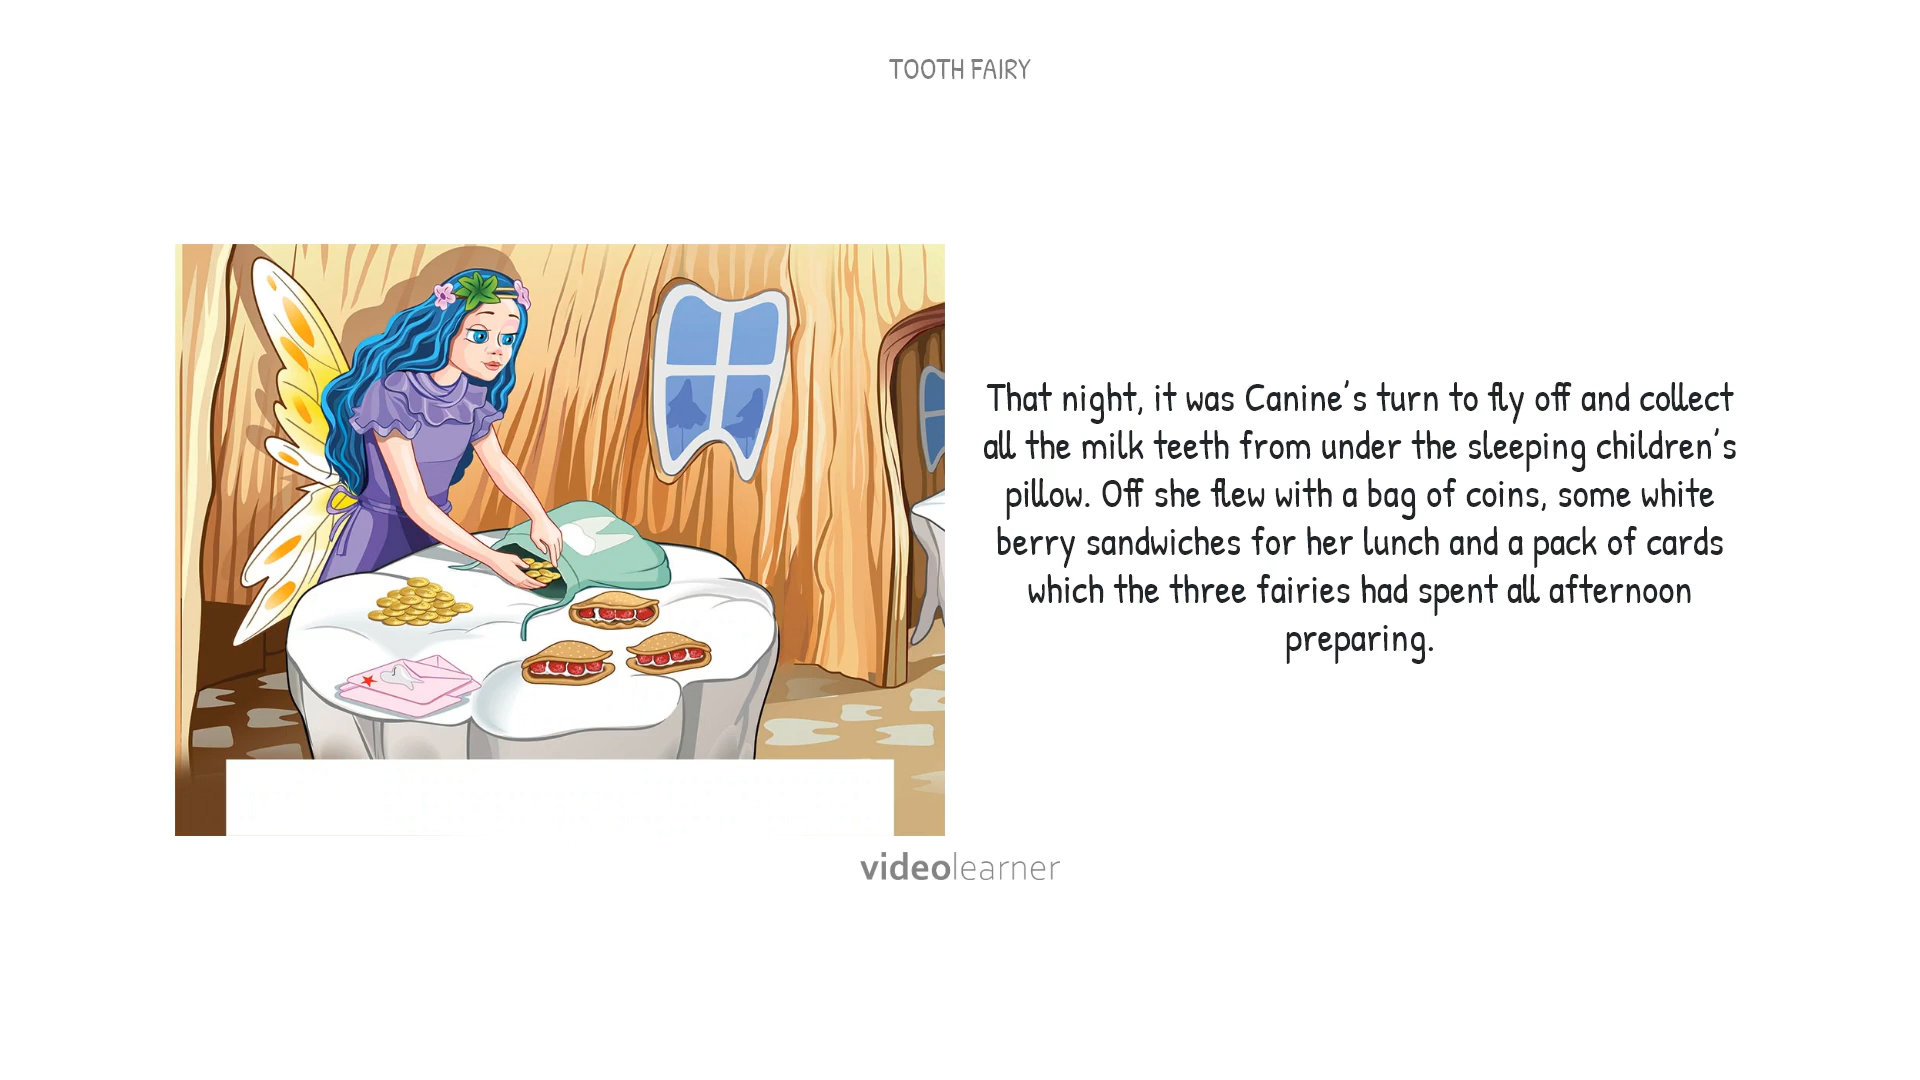 TOOTH FAIRY
That night, it was Canine’s turn to fly off and collect
all the milk teeth from under the sleeping children’s
pillow. Off she flew with a bag of coins, some white
berry sandwiches for her lunch and a pack of cards
which the three fairies had spent all afternoon
preparing.
videolearner